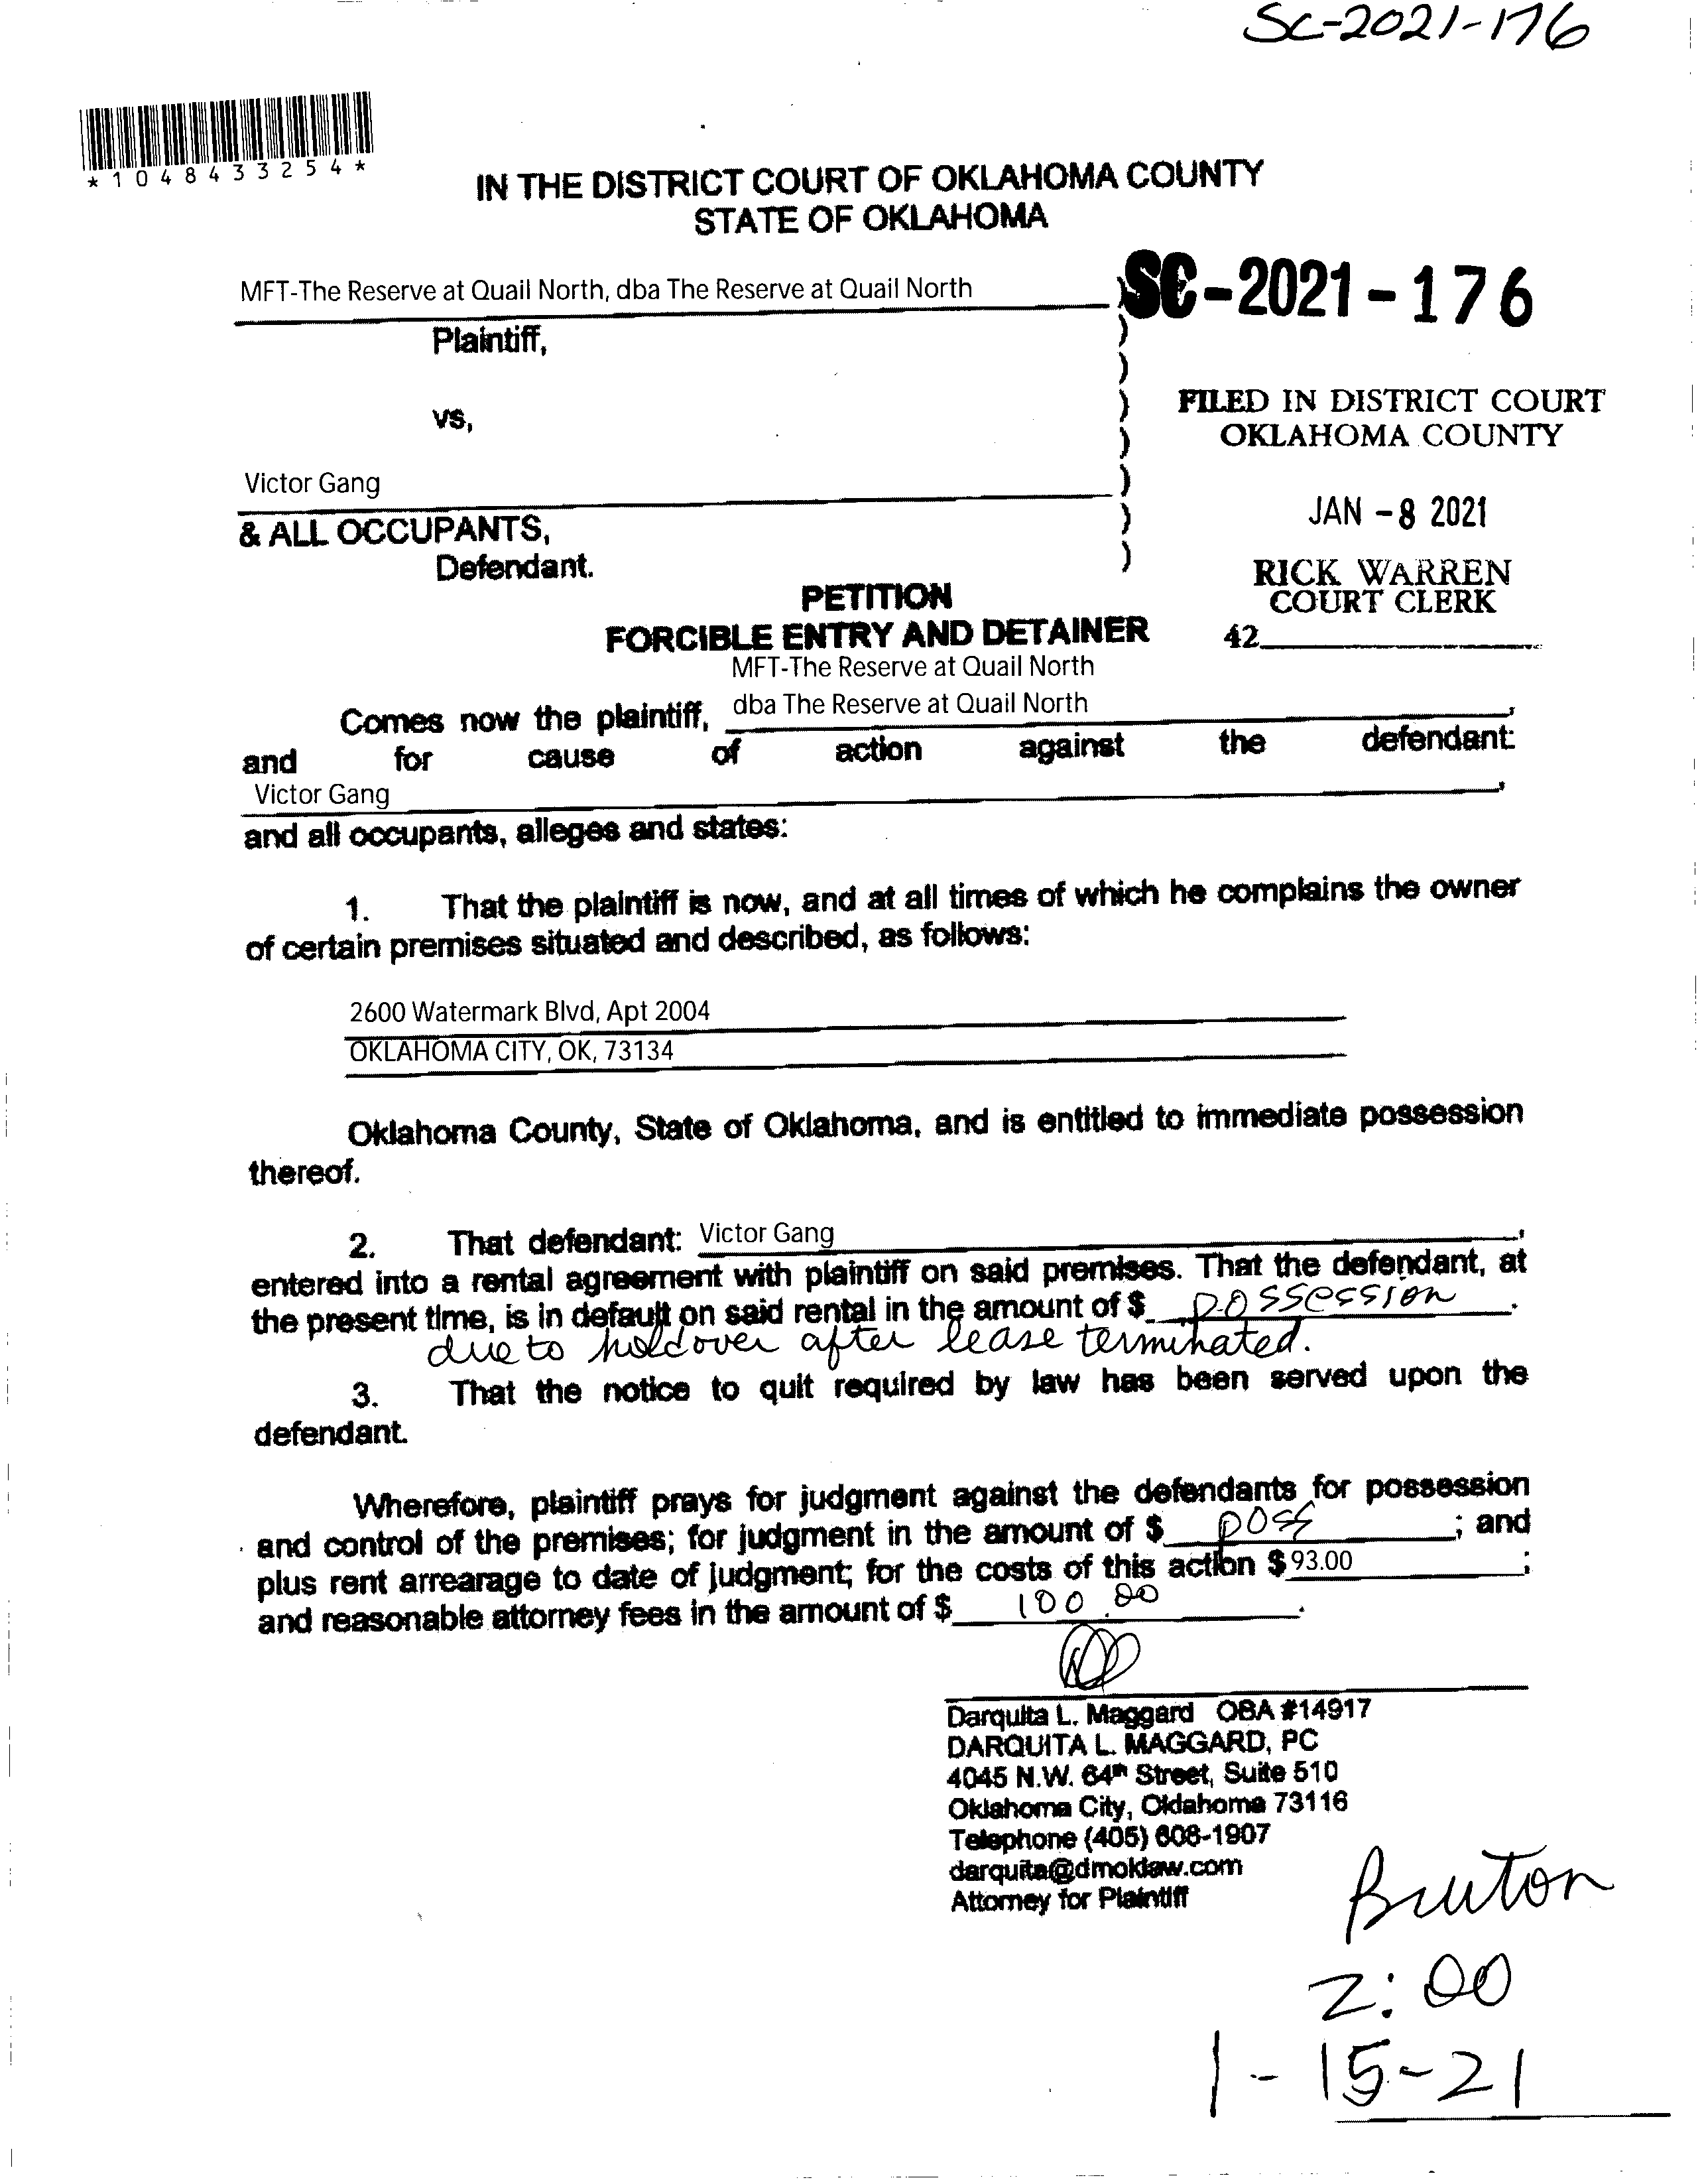 SC-2021-176
*1048433254*
IN THE DISTRICT COURT OF OKLAHOMA COUNTY
STATE OF OKLAHOMA
MFT-The Reserve at Quail North, dba The Reserve at Quail North
) SC-2021-176
Plaintiff,
)
)
vs,
)
FILED IN DISTRICT COURT
OKLAHOMA COUNTY
)
Victor Gang
)
& ALL OCCUPANTS,
)
JAN -8 2021
Defendant.
)
RICK WARREN
COURT CLERK
42
PETITION
FORCIBLE ENTRY AND DETAINER
MFT-The Reserve at Quail North
Comes now the plaintiff, dba The Reserve at Quail North,
and for cause of action against the defendant:
Victor Gang,
and all occupants, alleges and states:
1. That the plaintiff is now, and at all times of which he complains the owner
of certain premises situated and described, as follows:
2600 Watermark Blvd, Apt 2004
OKLAHOMA CITY, OK, 73134
Oklahoma County, State of Oklahoma, and is entitled to immediate possession
thereof.
2. That defendant: Victor Gang,
entered into a rental agreement with plaintiff on said premises. That the defendant, at
the present time, is in default on said rental in the amount of $ possession.
due to holdover after lease terminated.
3. That the notice to quit required by law has been served upon the
defendant.
Wherefore, plaintiff prays for judgment against the defendants for possession
and control of the premises; for judgment in the amount of $ poss; and
plus rent arrearage to date of judgment; for the costs of this action $ 93.00;
and reasonable attorney fees in the amount of $ 100.00.
Darquita L. Maggard OBA #14917
DARQUITA L. MAGGARD, PC
4045 N.W. 64th Street, Suite 510
Oklahoma City, Oklahoma 73116
Telephone (405) 608-1907
darquita@dmoklaw.com
Attorney for Plaintiff
Bruton
2:00
1-15-21